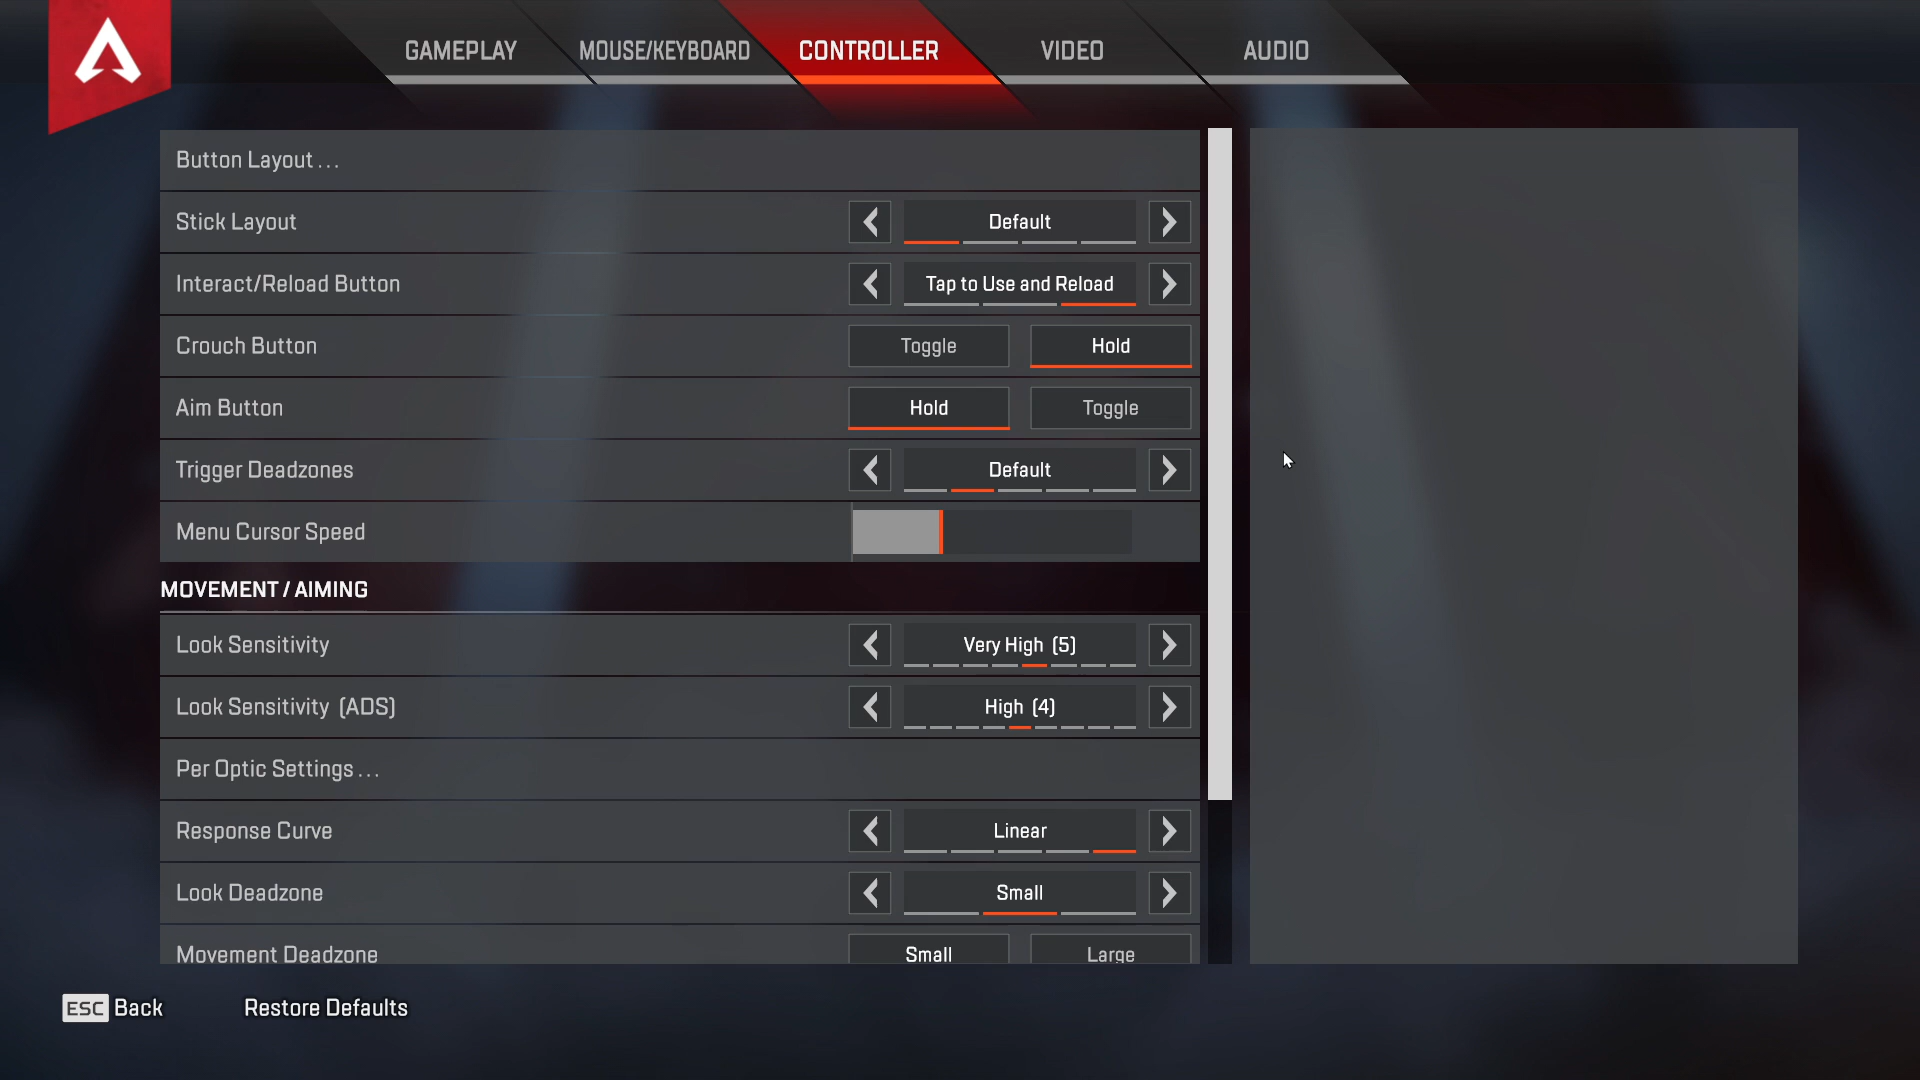 GAMEPLAY MOUSE/KEYBOARD CONTROLLER VIDEO AUDIO
Button Layout...
Stick Layout Default
Interact/Reload Button Tap to Use and Reload
Crouch Button Toggle Hold
Aim Button Hold Toggle
Trigger Deadzones Default
Menu Cursor Speed
MOVEMENT / AIMING
Look Sensitivity Very High (5)
Look Sensitivity (ADS) High (4)
Per Optic Settings...
Response Curve Linear
Look Deadzone Small
Movement Deadzone Small Large
ESC Back Restore Defaults